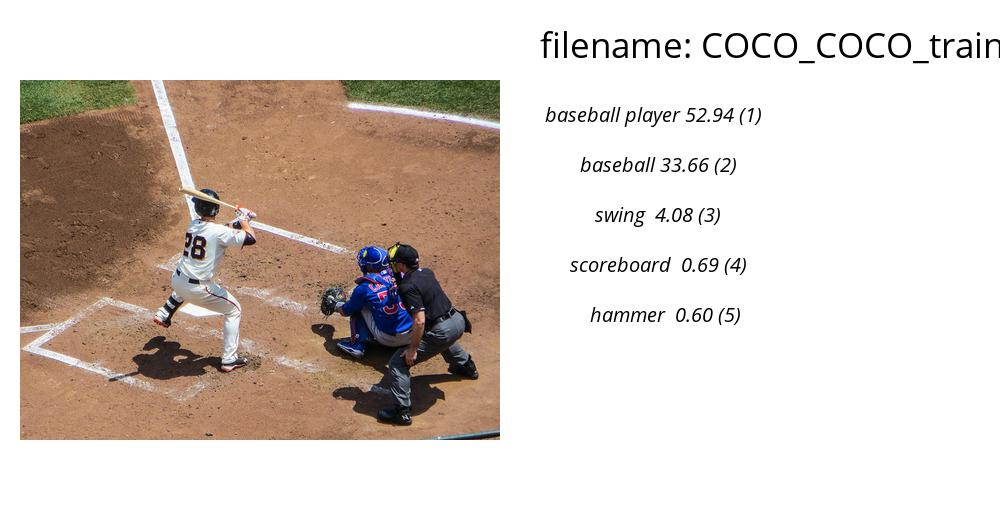 filename: COCO_COCO_train
baseball player 52.94 (1)
baseball 33.66 (2)
swing 4.08 (3)
scoreboard 0.69 (4)
hammer 0.60 (5)
28